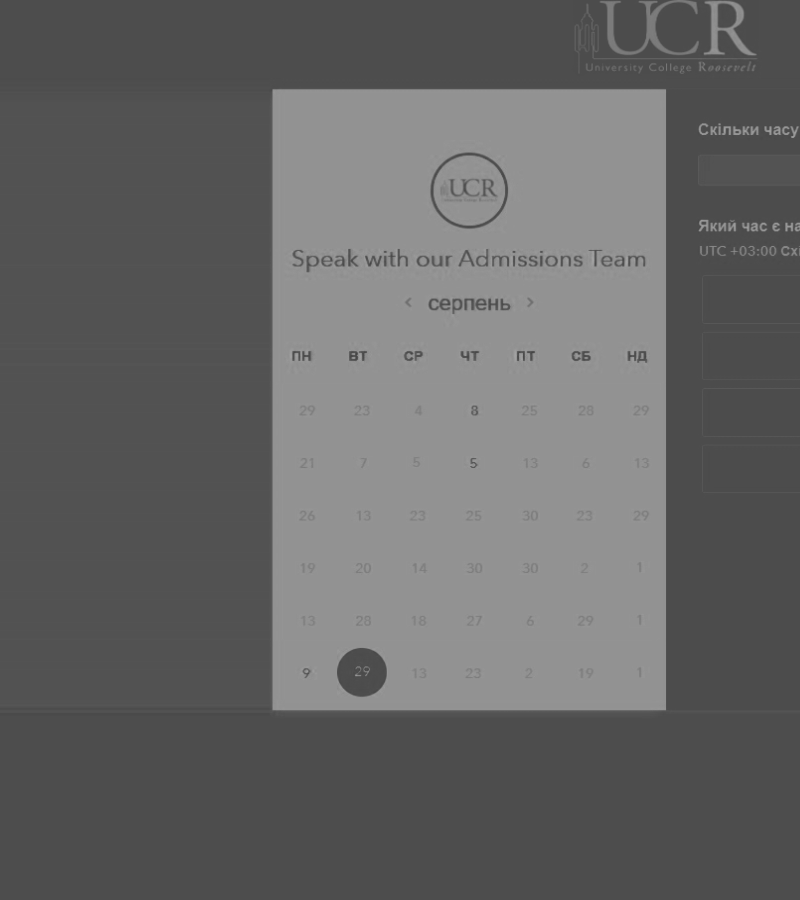 UCR
University College Roosevelt
Скільки часу
UCR
Який час є на
Speak with our Admissions Team
UTC +03:00 Схі
‹ серпень ›
ПН ВТ СР ЧТ ПТ СБ НД
29 23 4 8 25 28 29
21 7 5 5 13 6 13
26 13 23 25 30 23 29
19 20 14 30 30 2 1
13 28 18 27 6 29 1
9 29 13 23 2 19 1